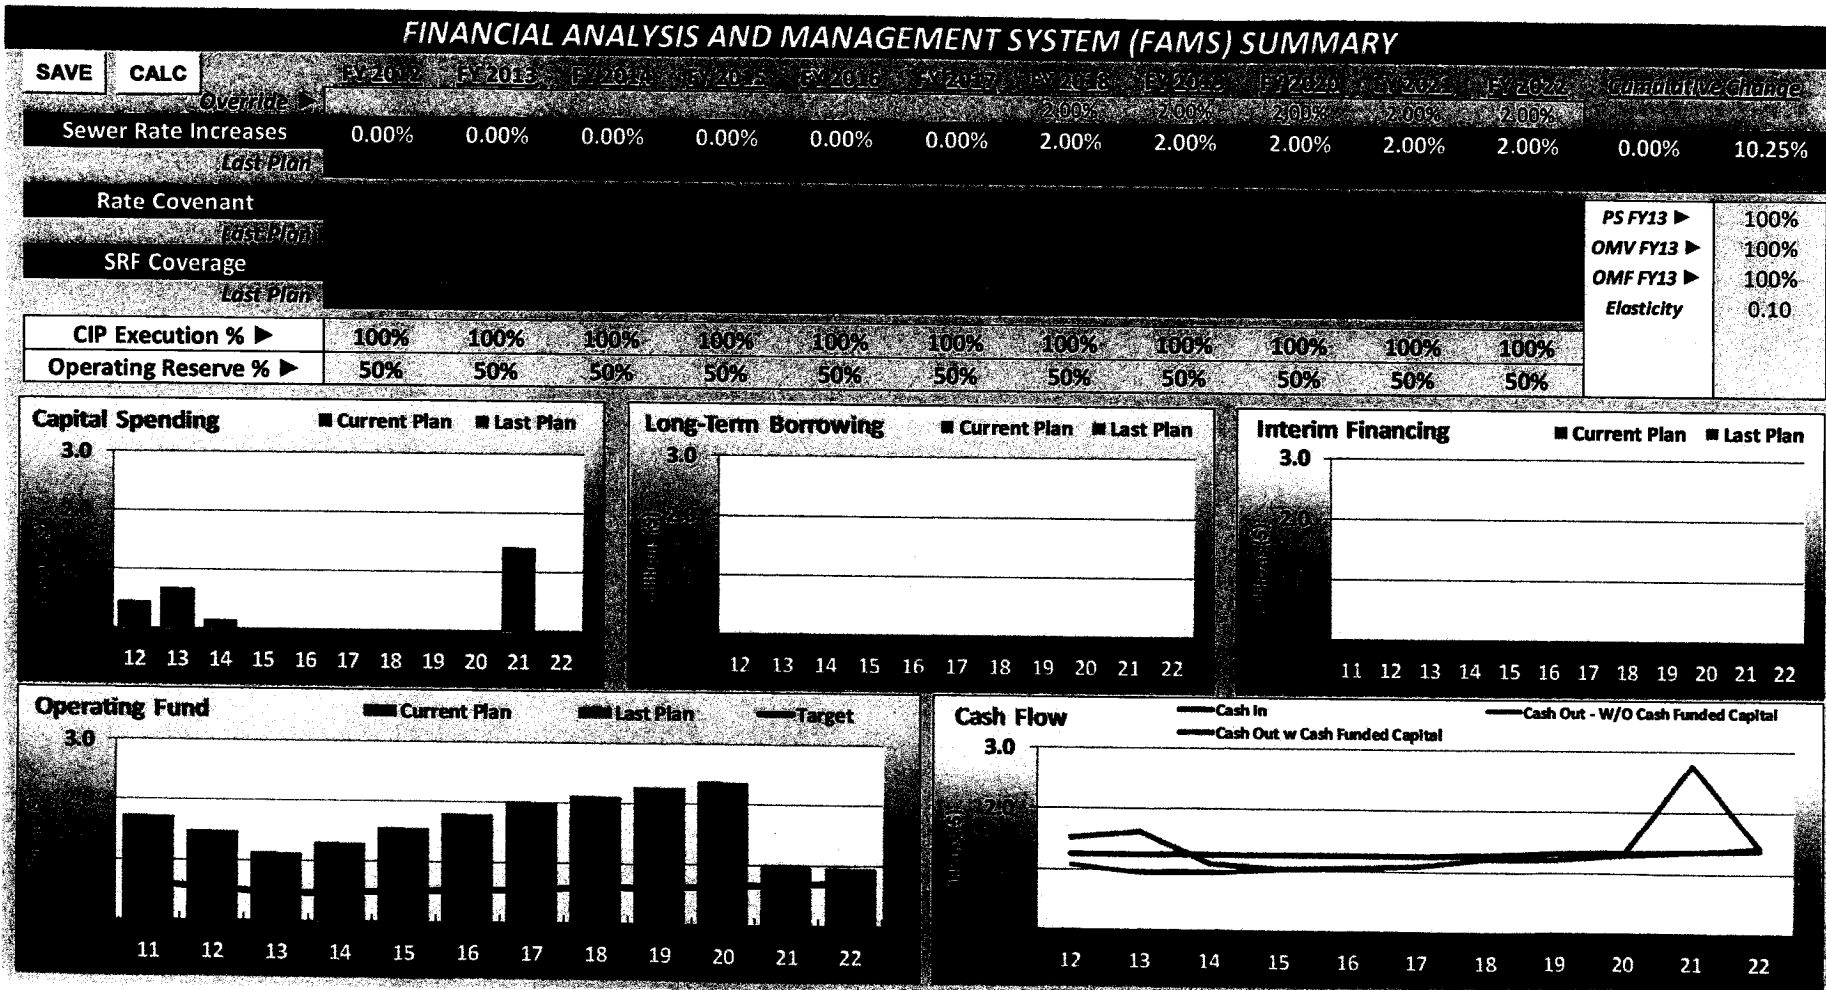 FINANCIAL ANALYSIS AND MANAGEMENT SYSTEM (FAMS) SUMMARY
SAVE CALC FY 2012 FY 2013 FY 2014 FY 2015 FY 2016 FY 2017 FY 2018 FY 2019 FY 2020 FY 2021 FY 2022 Cumulative Change
Override ► 2.00% 2.00% 2.00% 2.00% 2.00%
Sewer Rate Increases 0.00% 0.00% 0.00% 0.00% 0.00% 0.00% 2.00% 2.00% 2.00% 2.00% 2.00% 0.00% 10.25%
Last Plan
Rate Covenant
PS FY13 ► 100%
Last Plan
OMV FY13 ► 100%
SRF Coverage
OMF FY13 ► 100%
Last Plan
Elasticity 0.10
CIP Execution % ► 100% 100% 100% 100% 100% 100% 100% 100% 100% 100% 100%
Operating Reserve % ► 50% 50% 50% 50% 50% 50% 50% 50% 50% 50% 50%
Capital Spending ■ Current Plan ■ Last Plan
3.0
12 13 14 15 16 17 18 19 20 21 22
Long-Term Borrowing ■ Current Plan ■ Last Plan
3.0
12 13 14 15 16 17 18 19 20 21 22
Interim Financing ■ Current Plan ■ Last Plan
3.0
2.0
11 12 13 14 15 16 17 18 19 20 21 22
Operating Fund Current Plan Last Plan Target
3.0
11 12 13 14 15 16 17 18 19 20 21 22
Cash Flow Cash In Cash Out - W/O Cash Funded Capital
Cash Out w Cash Funded Capital
3.0
2.0
12 13 14 15 16 17 18 19 20 21 22